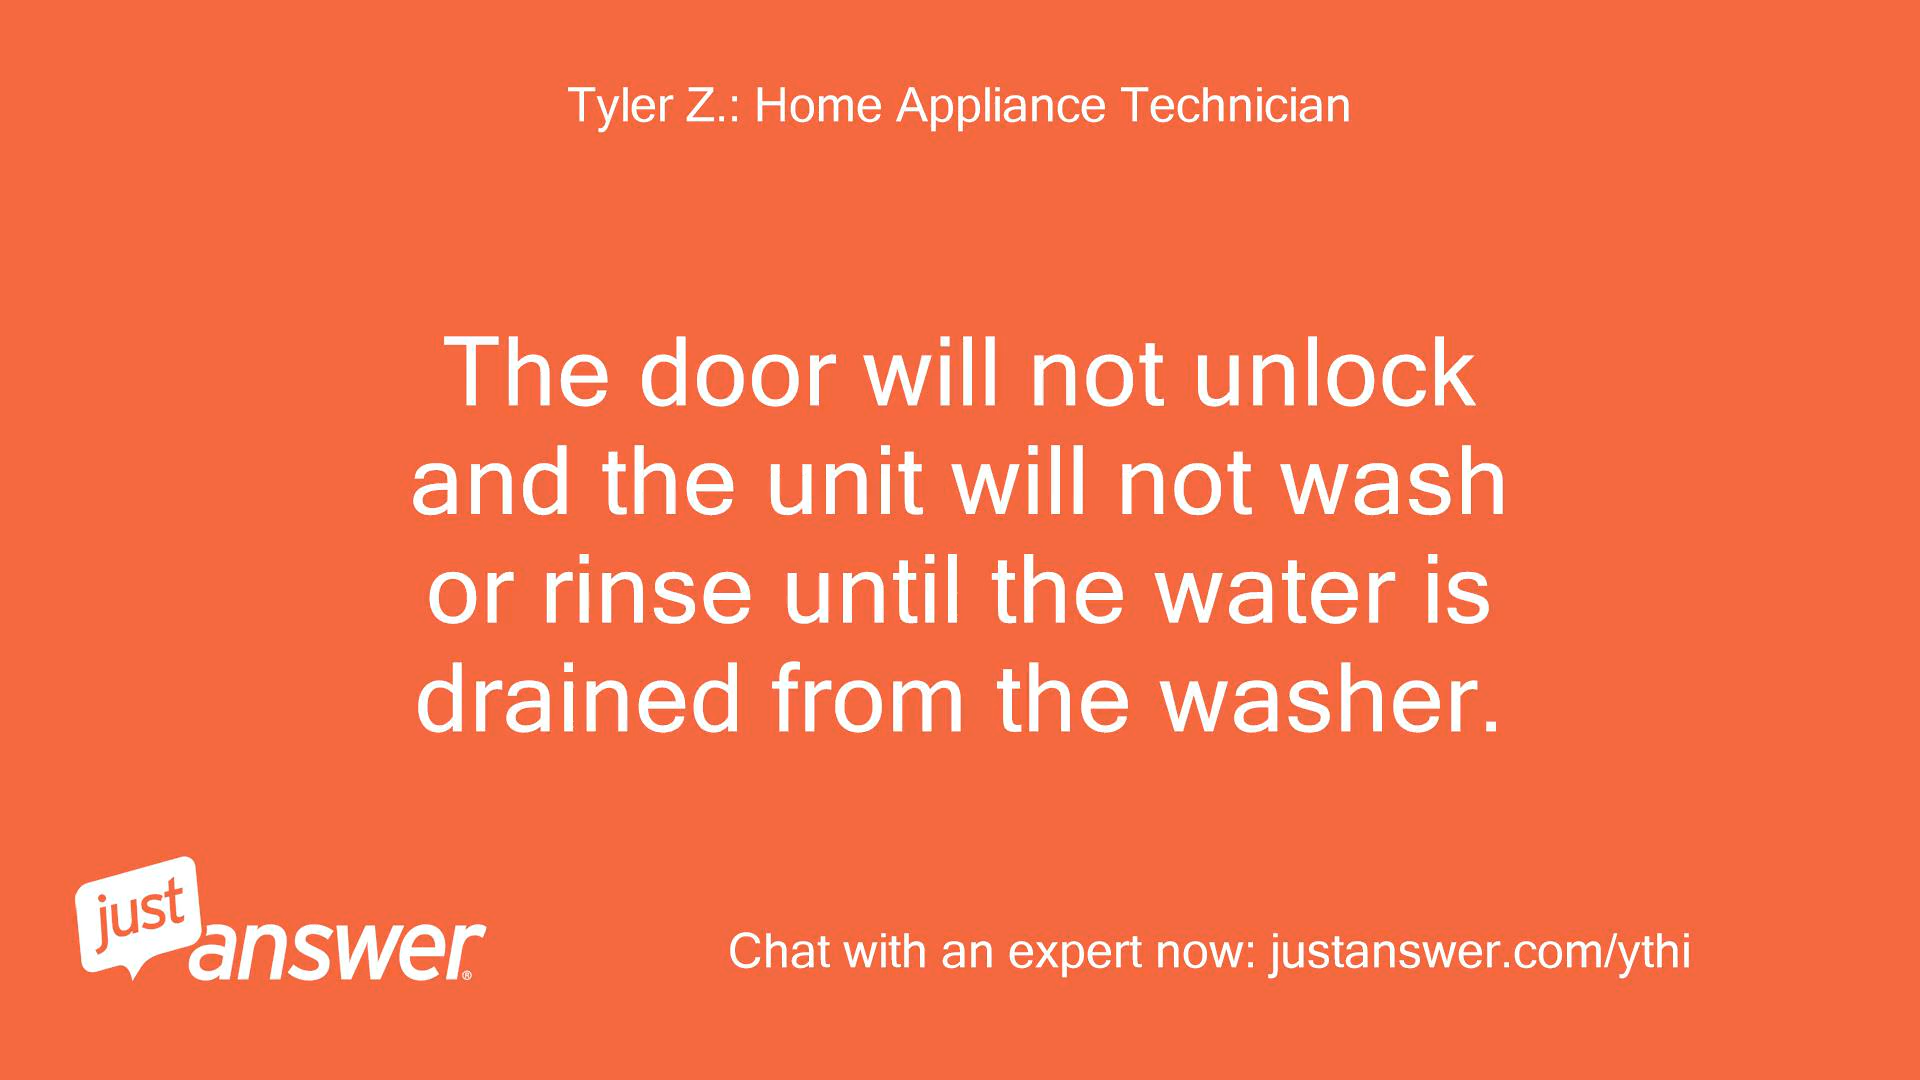 Tyler Z.: Home Appliance Technician
The door will not unlock
and the unit will not wash
or rinse until the water is
drained from the washer.
just
answer®
Chat with an expert now: justanswer.com/ythi